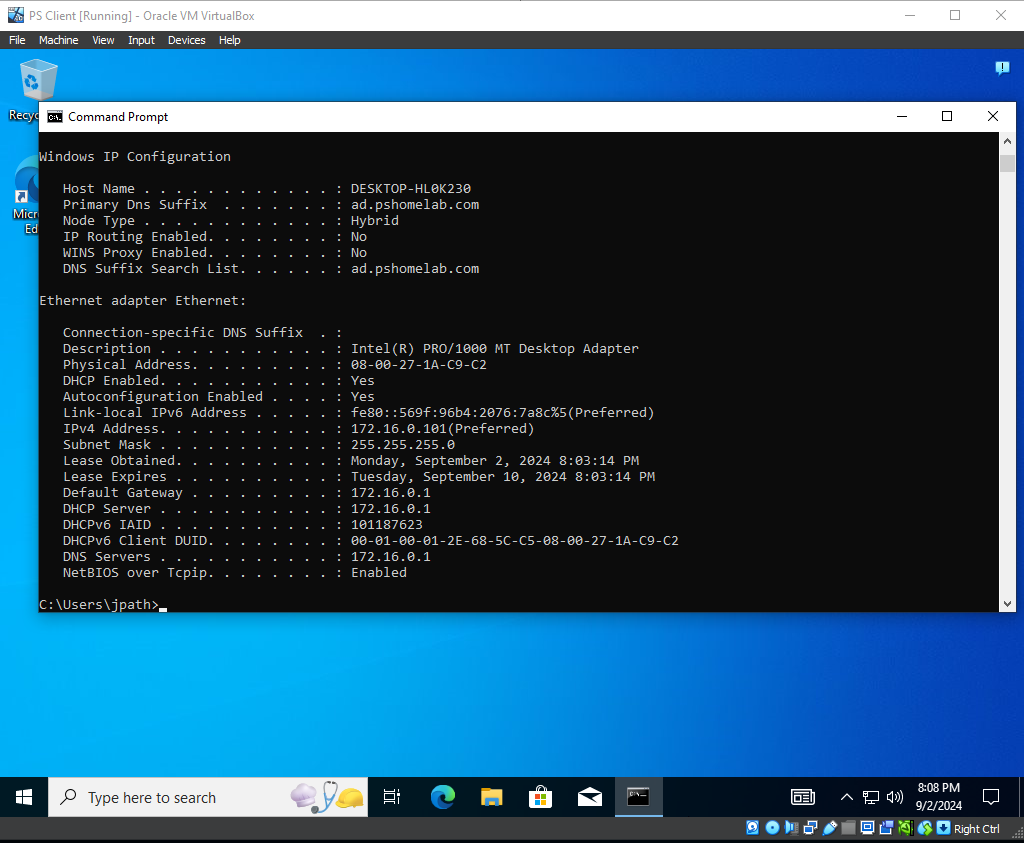 PS Client [Running] - Oracle VM VirtualBox
File Machine View Input Devices Help
Command Prompt
Windows IP Configuration
Host Name . . . . . . . . . . . . : DESKTOP-HL0K230
Primary Dns Suffix . . . . . . . : ad.pshomelab.com
Node Type . . . . . . . . . . . . : Hybrid
IP Routing Enabled. . . . . . . . : No
WINS Proxy Enabled. . . . . . . . : No
DNS Suffix Search List. . . . . . : ad.pshomelab.com
Ethernet adapter Ethernet:
Connection-specific DNS Suffix . :
Description . . . . . . . . . . . : Intel(R) PRO/1000 MT Desktop Adapter
Physical Address. . . . . . . . . : 08-00-27-1A-C9-C2
DHCP Enabled. . . . . . . . . . . : Yes
Autoconfiguration Enabled . . . . : Yes
Link-local IPv6 Address . . . . . : fe80::569f:96b4:2076:7a8c%5(Preferred)
IPv4 Address. . . . . . . . . . . : 172.16.0.101(Preferred)
Subnet Mask . . . . . . . . . . . : 255.255.255.0
Lease Obtained. . . . . . . . . . : Monday, September 2, 2024 8:03:14 PM
Lease Expires . . . . . . . . . . : Tuesday, September 10, 2024 8:03:14 PM
Default Gateway . . . . . . . . . : 172.16.0.1
DHCP Server . . . . . . . . . . . : 172.16.0.1
DHCPv6 IAID . . . . . . . . . . . : 101187623
DHCPv6 Client DUID. . . . . . . . : 00-01-00-01-2E-68-5C-C5-08-00-27-1A-C9-C2
DNS Servers . . . . . . . . . . . : 172.16.0.1
NetBIOS over Tcpip. . . . . . . . : Enabled
C:\Users\jpath>
Recyc
Micro
Ed
Type here to search
8:08 PM
9/2/2024
Right Ctrl